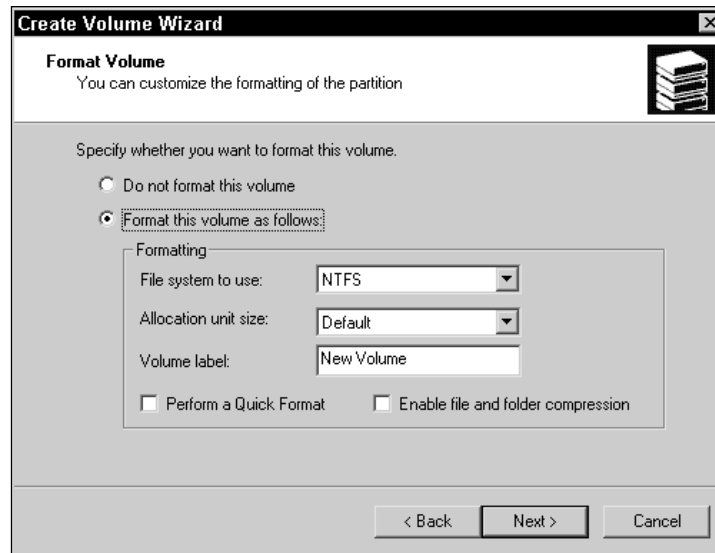 Create Volume Wizard
Format Volume
You can customize the formatting of the partition
Specify whether you want to format this volume.
Do not format this volume
Format this volume as follows:
Formatting
File system to use: NTFS
Allocation unit size: Default
Volume label: New Volume
Perform a Quick Format Enable file and folder compression
< Back Next > Cancel